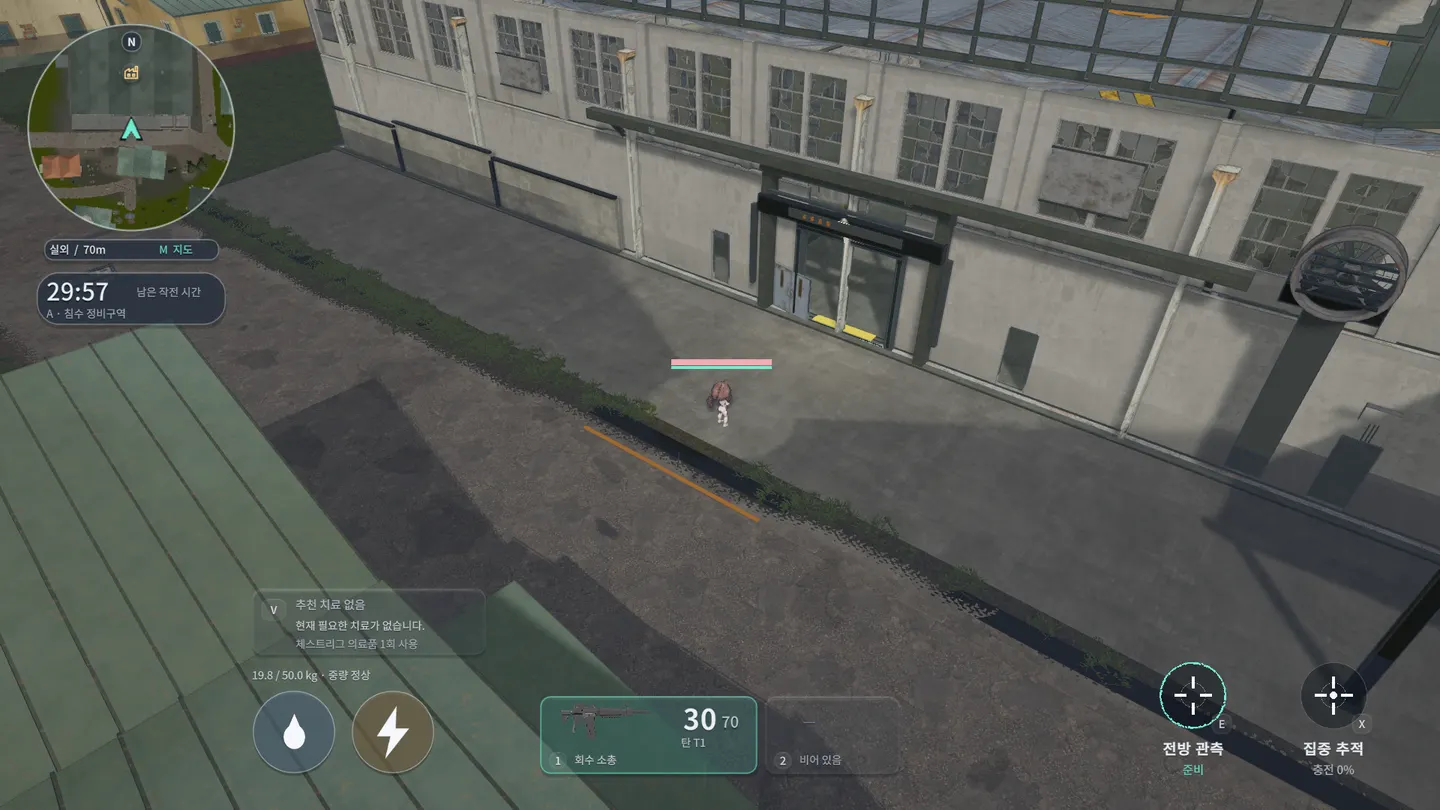 N
실외 / 70m
M 지도
29:57
남은 작전 시간
A · 침수 정비구역
V
추천 치료 없음
현재 필요한 치료가 없습니다.
체스트리그 의료품 1회 사용
19.8 / 50.0 kg · 중량 정상
30 70
탄 T1
1 회수 소총
2 비어 있음
E
전방 관측
준비
X
집중 추적
충전 0%